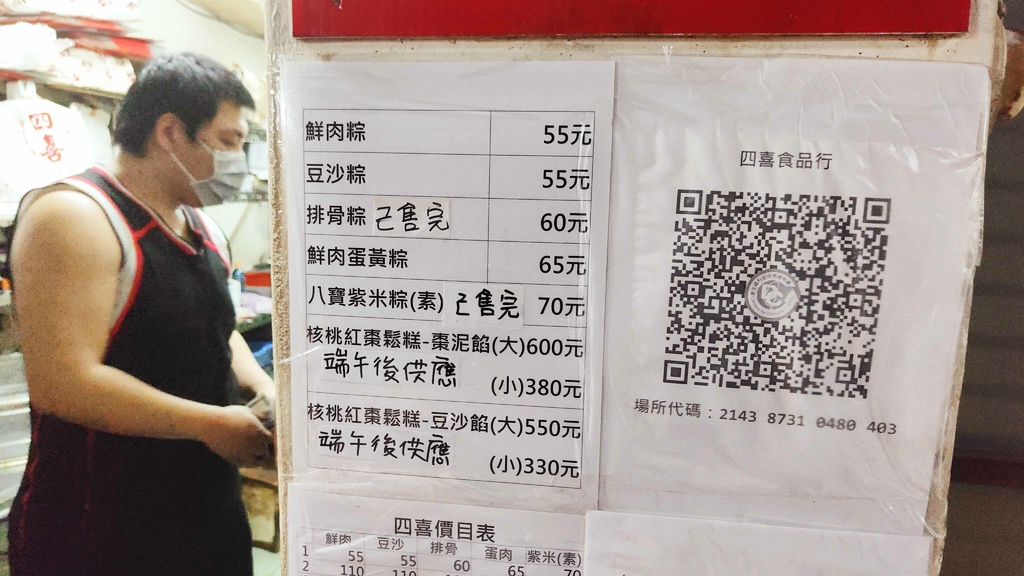 四喜
鮮肉粽 55元
豆沙粽 55元
排骨粽 已售完 60元
鮮肉蛋黃粽 65元
八寶紫米粽(素) 已售完 70元
核桃紅棗鬆糕-棗泥餡(大)600元
端午後供應 (小)380元
核桃紅棗鬆糕-豆沙餡(大)550元
端午後供應 (小)330元
四喜食品行
場所代碼：2143 8731 0480 403
四喜價目表
鮮肉 豆沙 排骨 蛋肉 紫米(素)
1 55 55 60 65 70
2 110 110